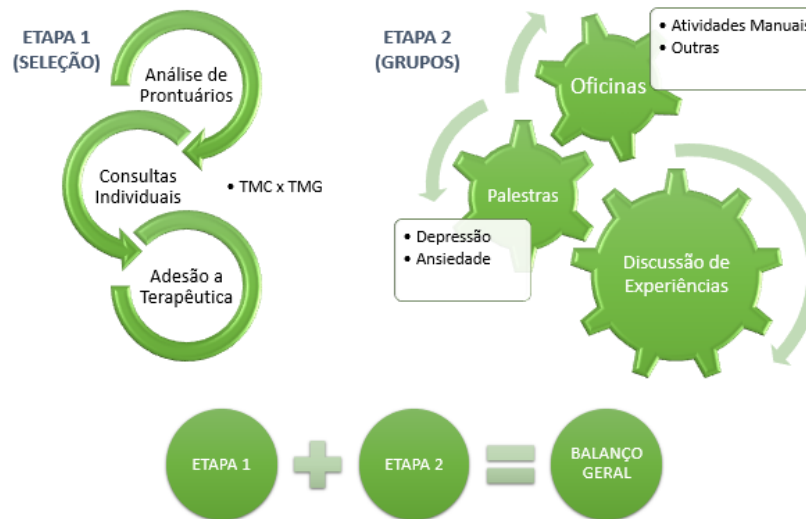 ETAPA 1
(SELEÇÃO)
Análise de
Prontuários
Consultas
Individuais
• TMC x TMG
Adesão a
Terapêutica
ETAPA 2
(GRUPOS)
• Atividades Manuais
• Outras
Oficinas
Palestras
• Depressão
• Ansiedade
Discussão de
Experiências
ETAPA 1
ETAPA 2
BALANÇO
GERAL